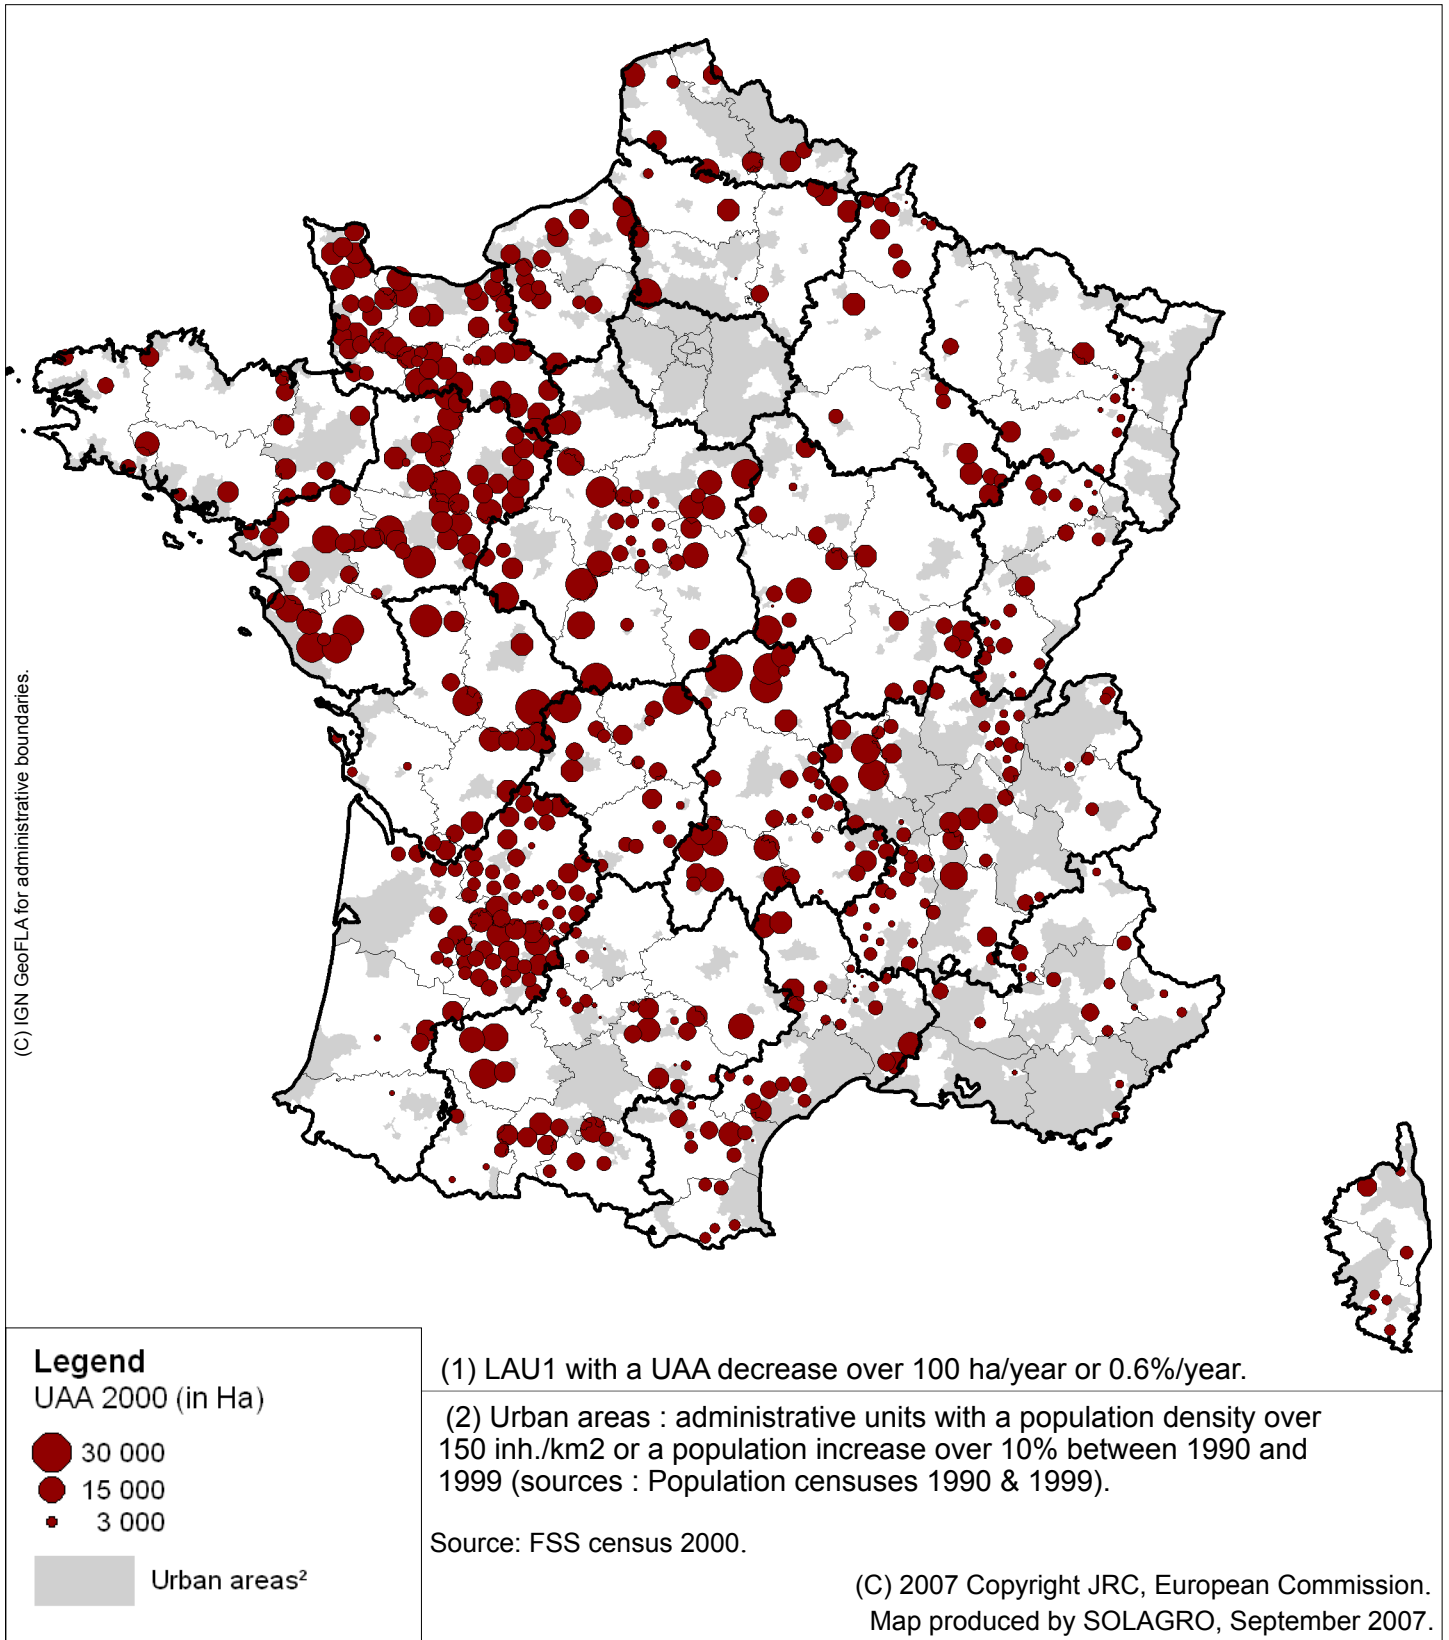 (C) IGN GeoFLA for administrative boundaries.
Legend
UAA 2000 (in Ha)
30 000
15 000
3 000
Urban areas²
(1) LAU1 with a UAA decrease over 100 ha/year or 0.6%/year.
(2) Urban areas : administrative units with a population density over
150 inh./km2 or a population increase over 10% between 1990 and
1999 (sources : Population censuses 1990 & 1999).
Source: FSS census 2000.
(C) 2007 Copyright JRC, European Commission.
Map produced by SOLAGRO, September 2007.